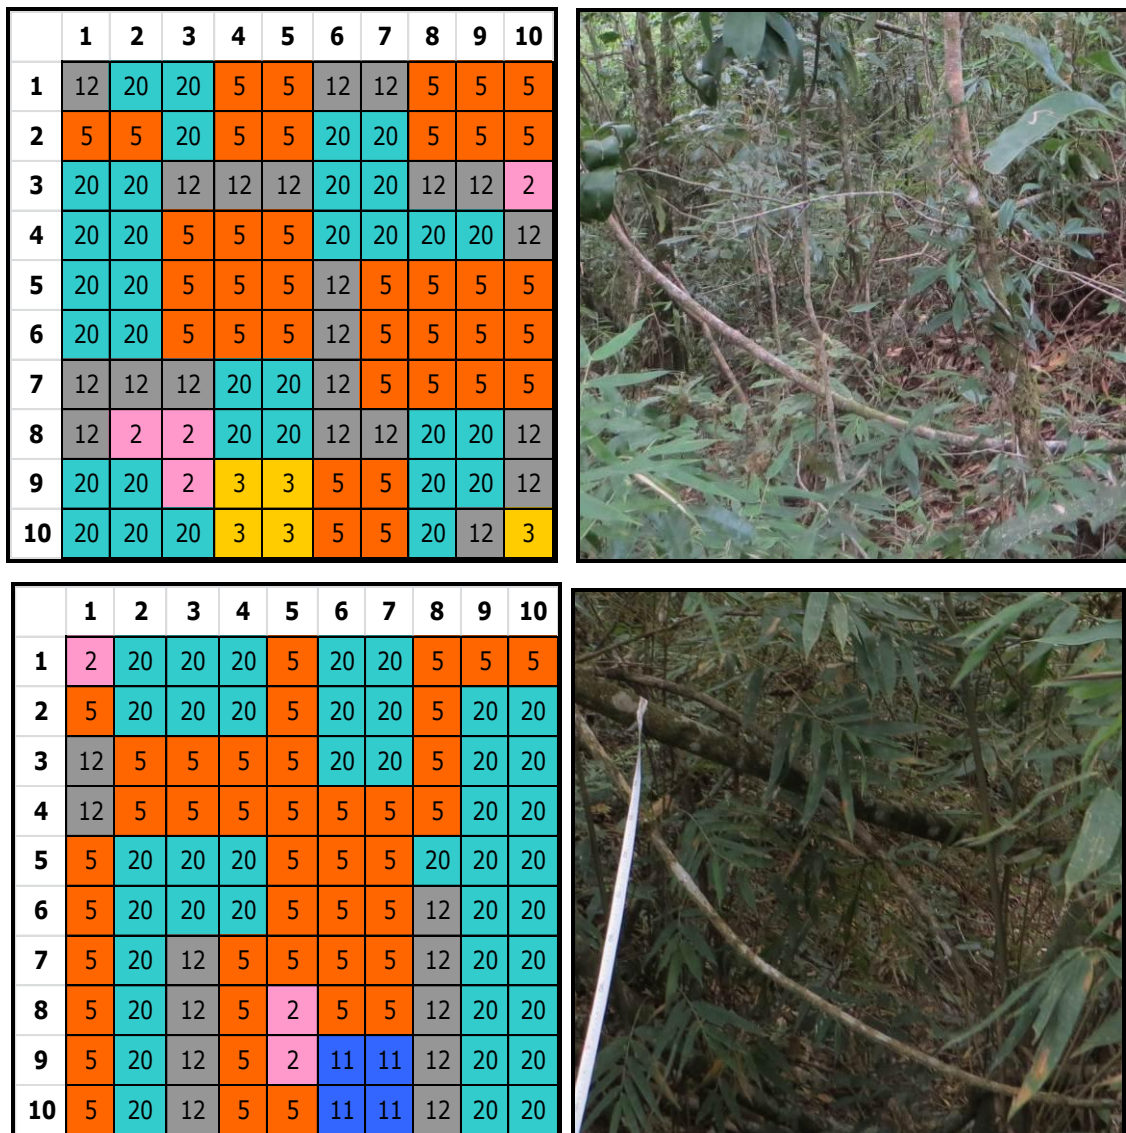 1 2 3 4 5 6 7 8 9 10
1 12 20 20 5 5 12 12 5 5 5
2 5 5 20 5 5 20 20 5 5 5
3 20 20 12 12 12 20 20 12 12 2
4 20 20 5 5 5 20 20 20 20 12
5 20 20 5 5 5 12 5 5 5 5
6 20 20 5 5 5 12 5 5 5 5
7 12 12 12 20 20 12 5 5 5 5
8 12 2 2 20 20 12 12 20 20 12
9 20 20 2 3 3 5 5 20 20 12
10 20 20 20 3 3 5 5 20 12 3
1 2 3 4 5 6 7 8 9 10
1 2 20 20 20 5 20 20 5 5 5
2 5 20 20 20 5 20 20 5 20 20
3 12 5 5 5 5 20 20 5 20 20
4 12 5 5 5 5 5 5 5 20 20
5 5 20 20 20 5 5 5 20 20 20
6 5 20 20 20 5 5 5 12 20 20
7 5 20 12 5 5 5 5 12 20 20
8 5 20 12 5 2 5 5 12 20 20
9 5 20 12 5 2 11 11 12 20 20
10 5 20 12 5 5 11 11 12 20 20